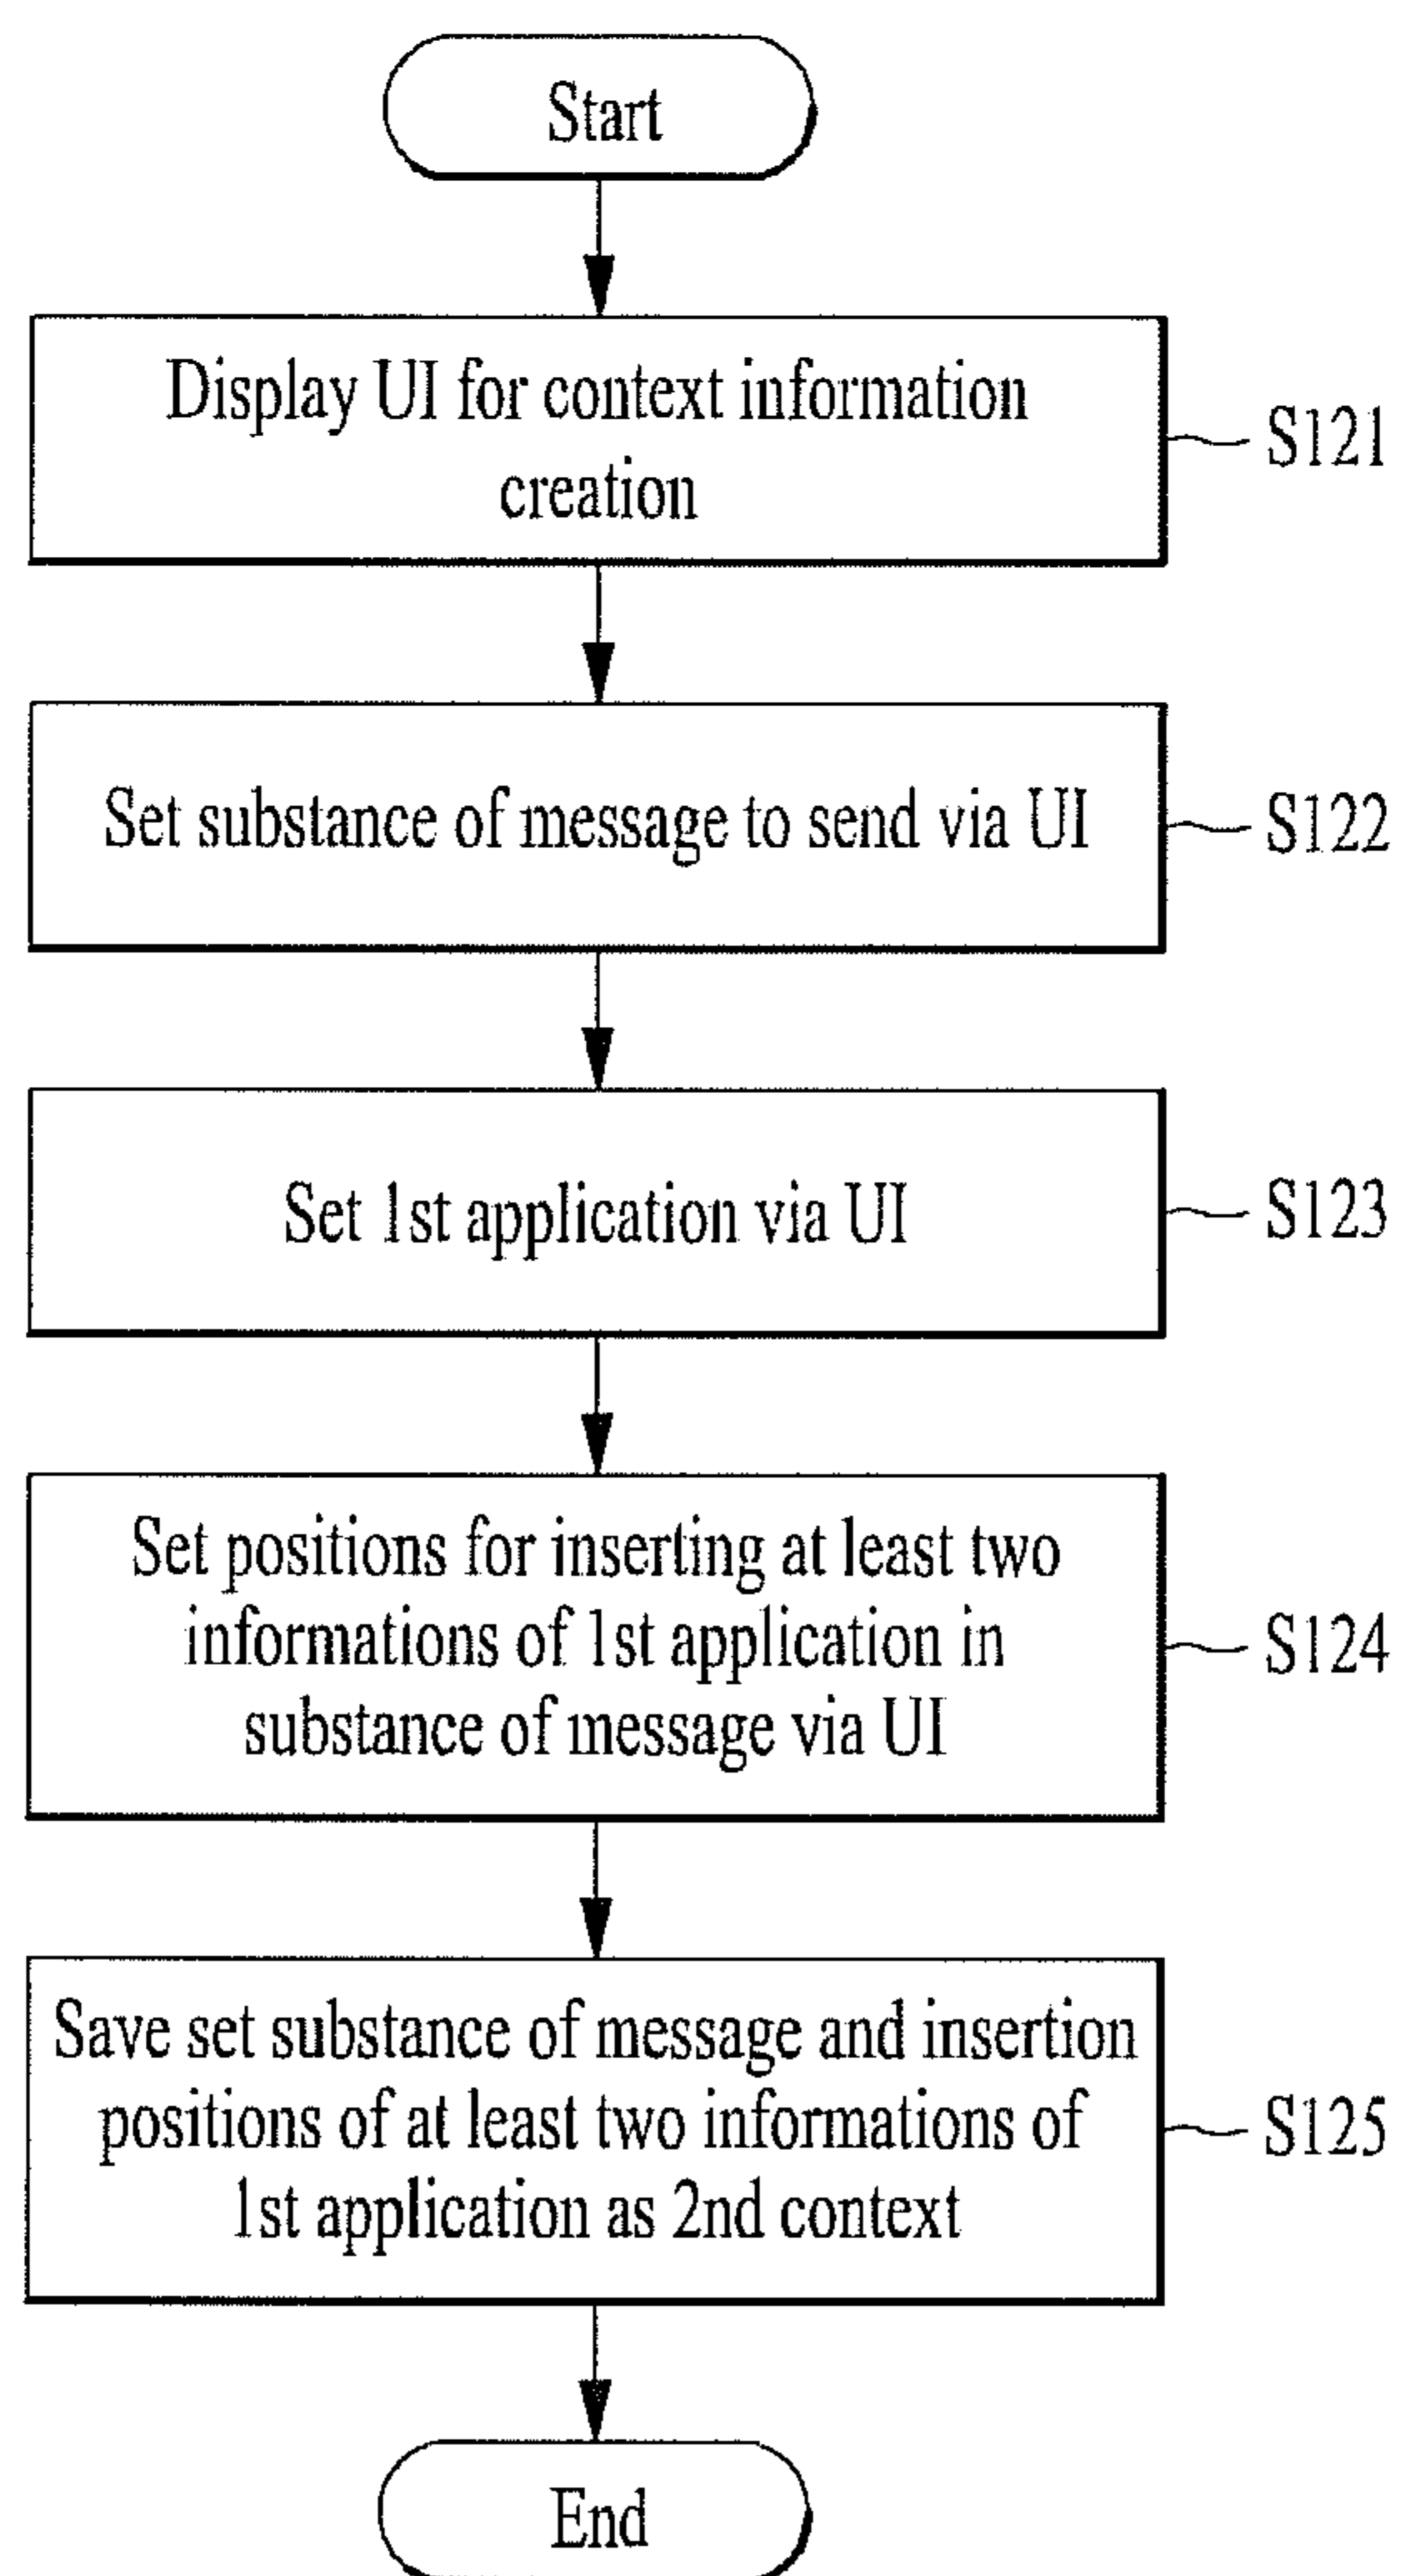 Start
Display UI for context information
creation
S121
Set substance of message to send via UI
S122
Set 1st application via UI
S123
Set positions for inserting at least two
informations of 1st application in
substance of message via UI
S124
Save set substance of message and insertion
positions of at least two informations of
1st application as 2nd context
S125
End